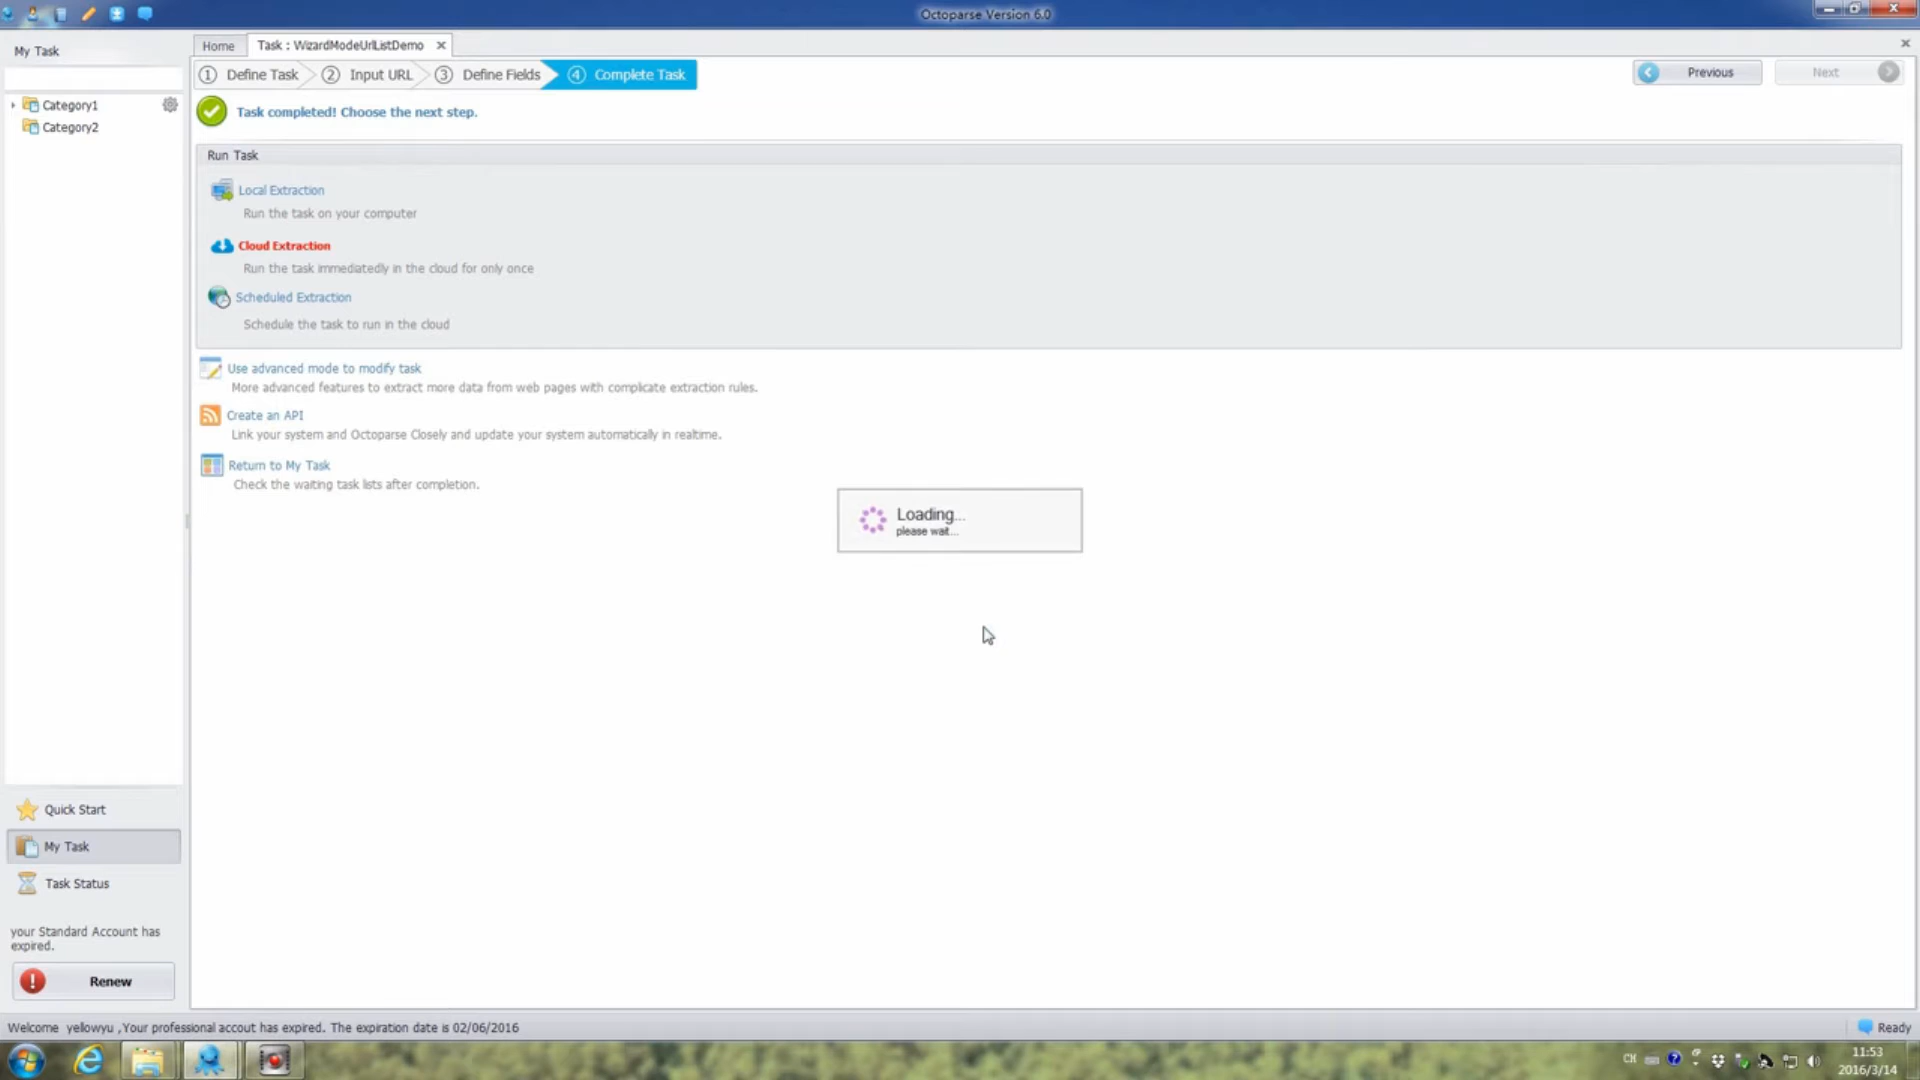 Octoparse Version 6.0
My Task
Home
Task : WizardModeUrlListDemo
1 Define Task
2 Input URL
3 Define Fields
4 Complete Task
Previous
Next
Category1
Category2
Task completed! Choose the next step.
Run Task
Local Extraction
Run the task on your computer
Cloud Extraction
Run the task immediatedly in the cloud for only once
Scheduled Extraction
Schedule the task to run in the cloud
Use advanced mode to modify task
More advanced features to extract more data from web pages with complicate extraction rules.
Create an API
Link your system and Octoparse Closely and update your system automatically in realtime.
Return to My Task
Check the waiting task lists after completion.
Loading...
please wait...
Quick Start
My Task
Task Status
your Standard Account has
expired.
Renew
Welcome yellowyu ,Your professional accout has expired. The expiration date is 02/06/2016
Ready
CH
11:53
2016/3/14